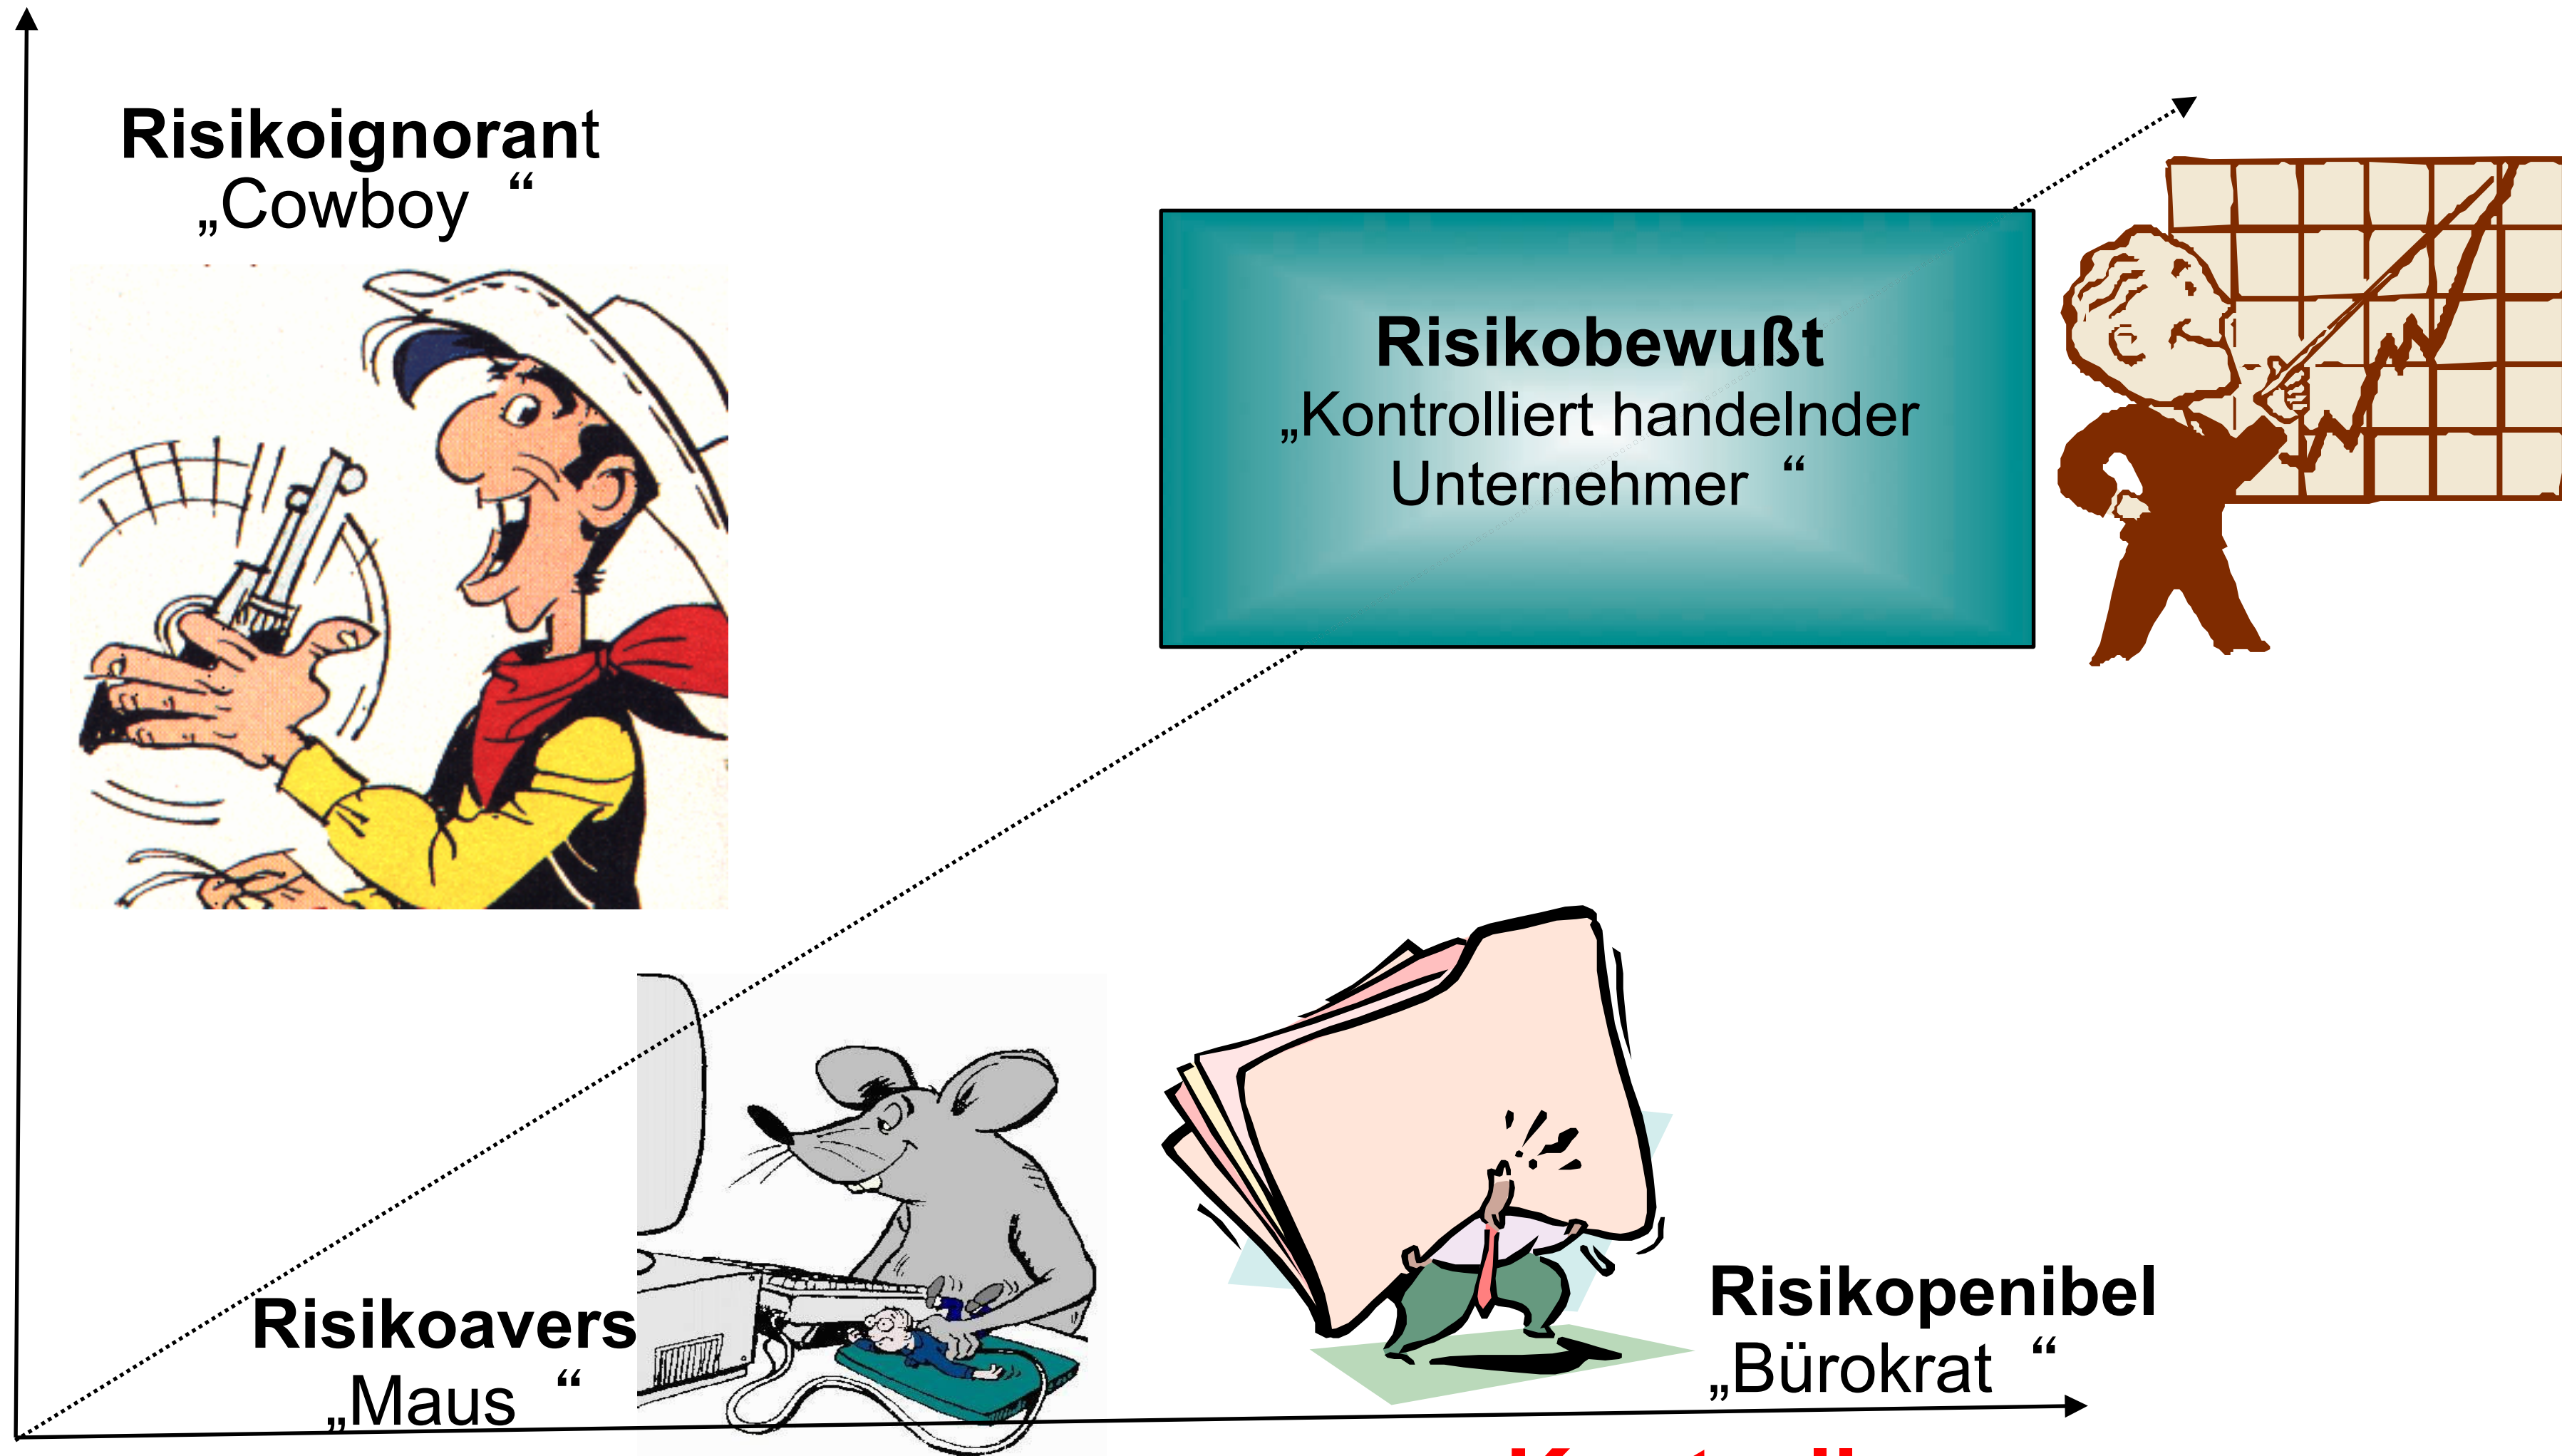 Risikoignorant
„Cowboy “
Risikobewußt
„Kontrolliert handelnder
Unternehmer “
Risikoavers
„Maus “
Risikopenibel
„Bürokrat “